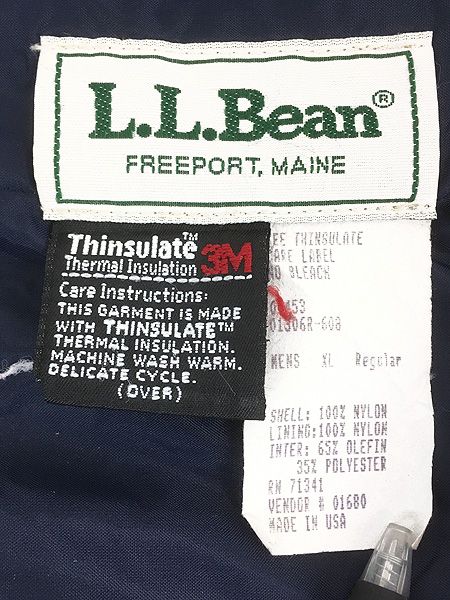 L.L.Bean®
FREEPORT, MAINE
Thinsulate™ 3M
Thermal Insulation
Care Instructions:
THIS GARMENT IS MADE
WITH THINSULATE™
THERMAL INSULATION.
MACHINE WASH WARM.
DELICATE CYCLE.
(OVER)
THINSULATE
LABEL
BLEACH
MENS XL Regular
SHELL: 100% NYLON
LINING: 100% NYLON
INTER: 65% OLEFIN
35% POLYESTER
RN 71341
VENDOR # 01680
MADE IN USA